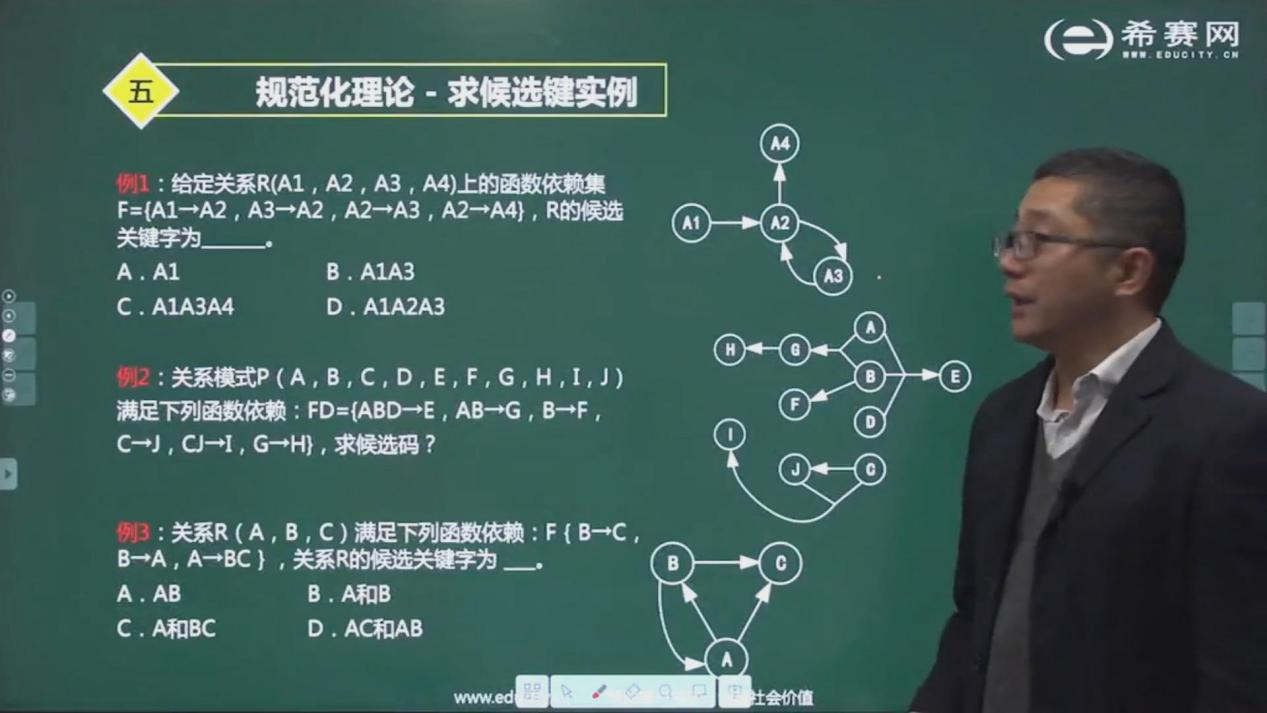 希赛网
WWW.EDUCITY.CN
五
规范化理论 - 求候选键实例
例1：给定关系R(A1，A2，A3，A4)上的函数依赖集
F={A1→A2，A3→A2，A2→A3，A2→A4}，R的候选
关键字为______。
A．A1 B．A1A3
C．A1A3A4 D．A1A2A3
A4
A1 A2
A3
例2：关系模式P（A，B，C，D，E，F，G，H，I，J）
满足下列函数依赖：FD={ABD→E，AB→G，B→F，
C→J，CJ→I，G→H}，求候选码？
A
H G
B E
F
D
I
J C
例3：关系R（A，B，C）满足下列函数依赖：F｛B→C，
B→A，A→BC｝，关系R的候选关键字为 ___。
A．AB B．A和B
C．A和BC D．AC和AB
B C
A
www.edu
社会价值